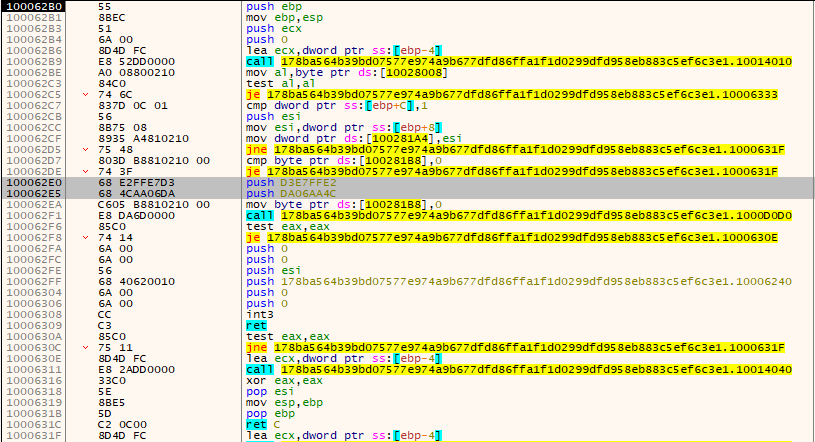 100062B0 55 push ebp
100062B1 8BEC mov ebp,esp
100062B3 51 push ecx
100062B4 6A 00 push 0
100062B6 8D4D FC lea ecx,dword ptr ss:[ebp-4]
100062B9 E8 52DD0000 call 178ba564b39bd07577e974a9b677dfd86ffa1f1d0299dfd958eb883c5ef6c3e1.10014010
100062BE A0 08800210 mov al,byte ptr ds:[10028008]
100062C3 84C0 test al,al
100062C5 74 6C je 178ba564b39bd07577e974a9b677dfd86ffa1f1d0299dfd958eb883c5ef6c3e1.10006333
100062C7 837D 0C 01 cmp dword ptr ss:[ebp+C],1
100062CB 56 push esi
100062CC 8B75 08 mov esi,dword ptr ss:[ebp+8]
100062CF 8935 A4810210 mov dword ptr ds:[100281A4],esi
100062D5 75 48 jne 178ba564b39bd07577e974a9b677dfd86ffa1f1d0299dfd958eb883c5ef6c3e1.1000631F
100062D7 803D B8810210 00 cmp byte ptr ds:[100281B8],0
100062DE 74 3F je 178ba564b39bd07577e974a9b677dfd86ffa1f1d0299dfd958eb883c5ef6c3e1.1000631F
100062E0 68 E2FFE7D3 push D3E7FFE2
100062E5 68 4CAA06DA push DA06AA4C
100062EA C605 B8810210 00 mov byte ptr ds:[100281B8],0
100062F1 E8 DA6D0000 call 178ba564b39bd07577e974a9b677dfd86ffa1f1d0299dfd958eb883c5ef6c3e1.1000D0D0
100062F6 85C0 test eax,eax
100062F8 74 14 je 178ba564b39bd07577e974a9b677dfd86ffa1f1d0299dfd958eb883c5ef6c3e1.1000630E
100062FA 6A 00 push 0
100062FC 6A 00 push 0
100062FE 56 push esi
100062FF 68 40620010 push 178ba564b39bd07577e974a9b677dfd86ffa1f1d0299dfd958eb883c5ef6c3e1.10006240
10006304 6A 00 push 0
10006306 6A 00 push 0
10006308 CC int3
10006309 C3 ret
1000630A 85C0 test eax,eax
1000630C 75 11 jne 178ba564b39bd07577e974a9b677dfd86ffa1f1d0299dfd958eb883c5ef6c3e1.1000631F
1000630E 8D4D FC lea ecx,dword ptr ss:[ebp-4]
10006311 E8 2ADD0000 call 178ba564b39bd07577e974a9b677dfd86ffa1f1d0299dfd958eb883c5ef6c3e1.10014040
10006316 33C0 xor eax,eax
10006318 5E pop esi
10006319 8BE5 mov esp,ebp
1000631B 5D pop ebp
1000631C C2 0C00 ret C
1000631F 8D4D FC lea ecx,dword ptr ss:[ebp-4]